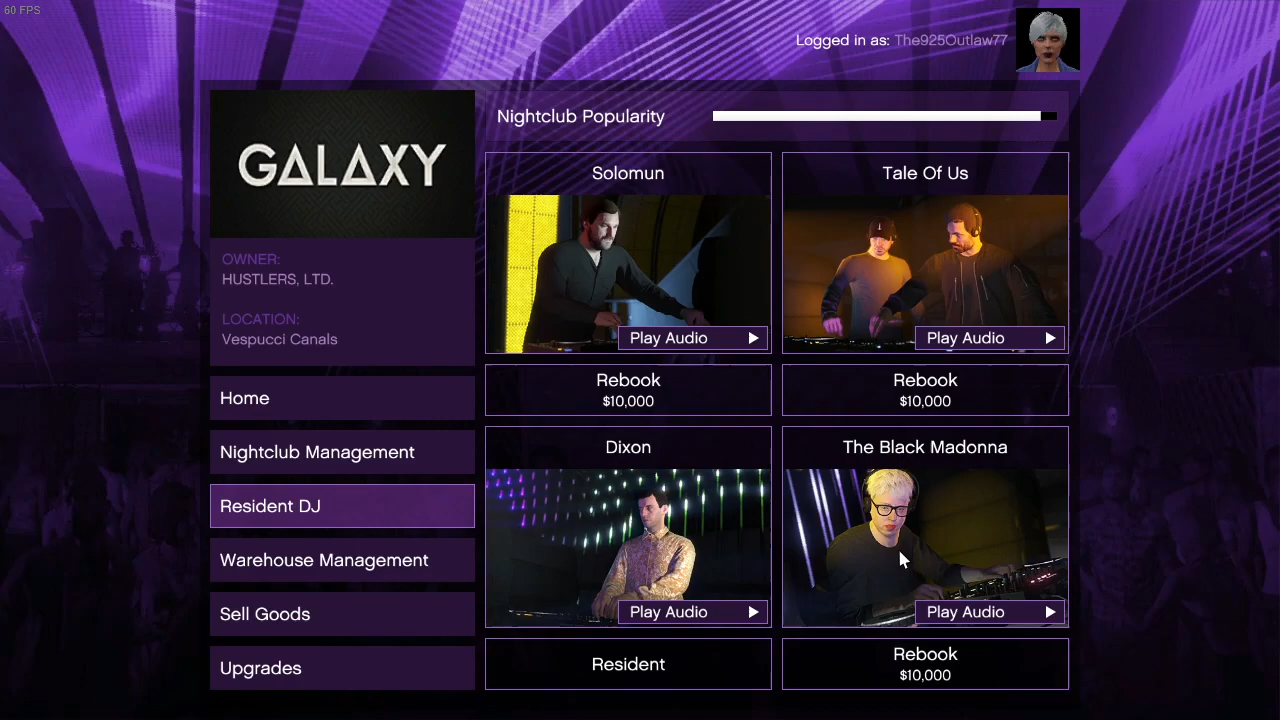 60 FPS
Logged in as: The925Outlaw77
GALAXY
OWNER:
HUSTLERS, LTD.
LOCATION:
Vespucci Canals
Home
Nightclub Management
Resident DJ
Warehouse Management
Sell Goods
Upgrades
Nightclub Popularity
Solomun
Play Audio
Rebook
$10,000
Tale Of Us
Play Audio
Rebook
$10,000
Dixon
Play Audio
Resident
The Black Madonna
Play Audio
Rebook
$10,000